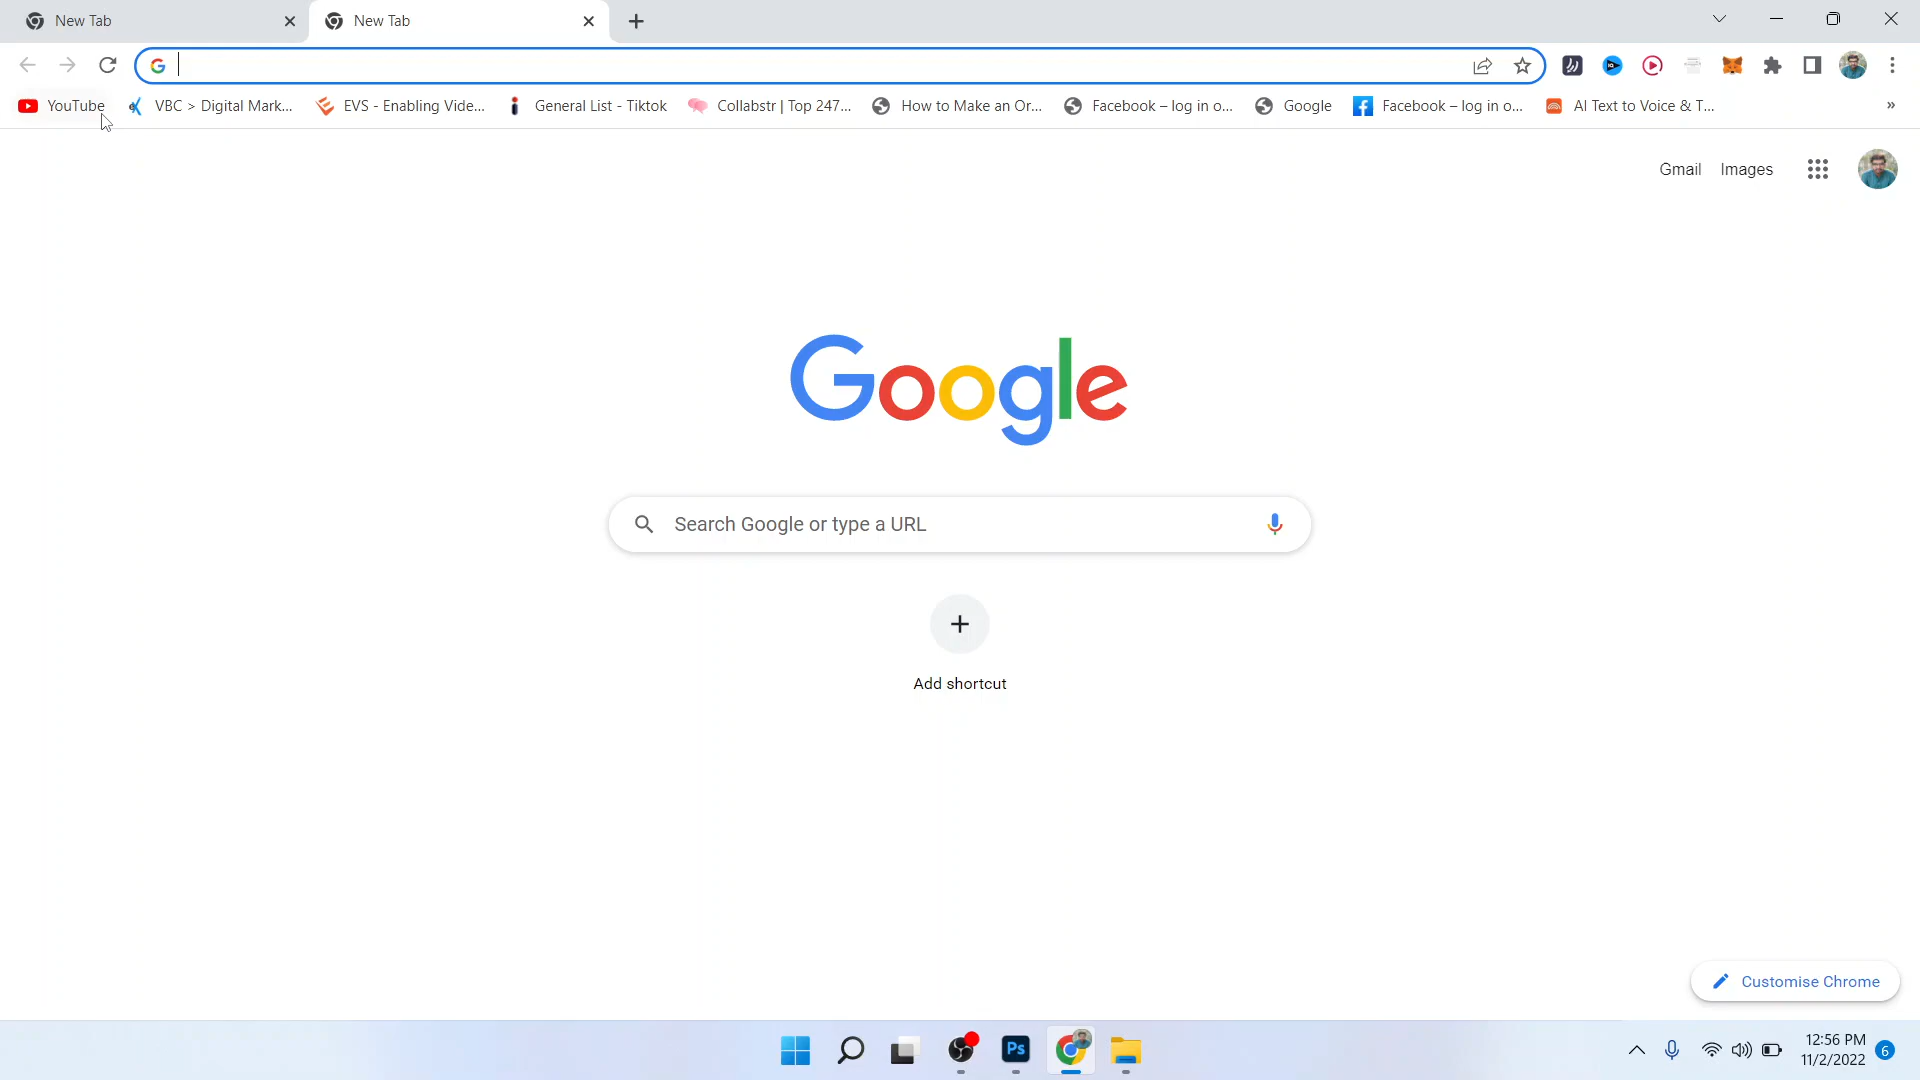 New Tab
New Tab
YouTube
VBC > Digital Mark...
EVS - Enabling Vide...
General List - Tiktok
Collabstr | Top 247...
How to Make an Or...
Facebook – log in o...
Google
Facebook – log in o...
AI Text to Voice & T...
»
Gmail
Images
Google
Search Google or type a URL
Add shortcut
Customise Chrome
Ps
12:56 PM
11/2/2022
6